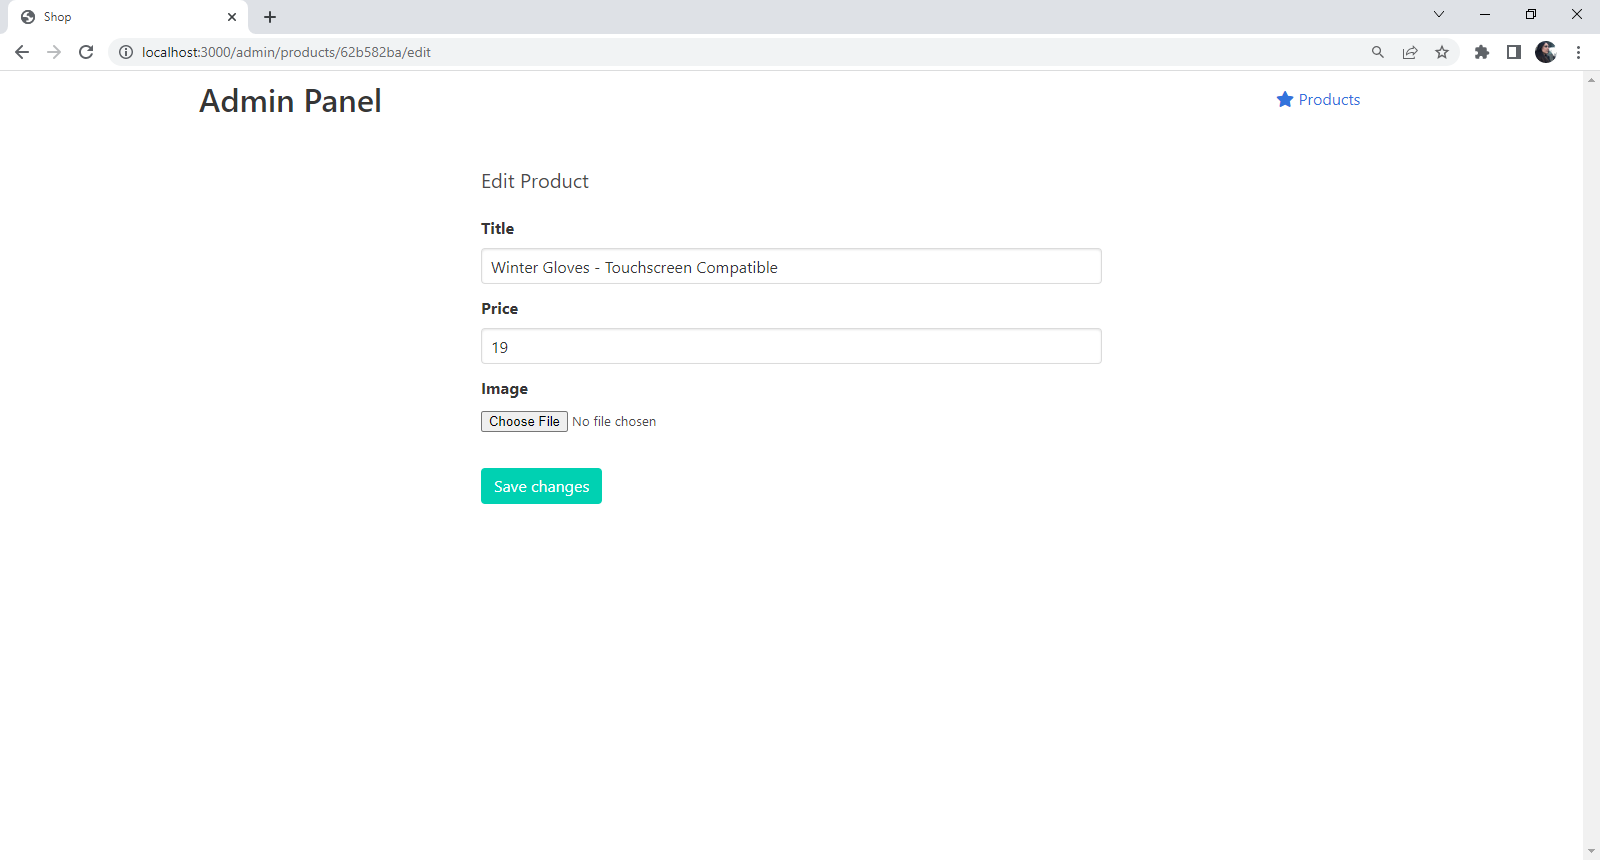 Shop
localhost:3000/admin/products/62b582ba/edit
Admin Panel
Products
Edit Product
Title
Winter Gloves - Touchscreen Compatible
Price
19
Image
Choose File No file chosen
Save changes